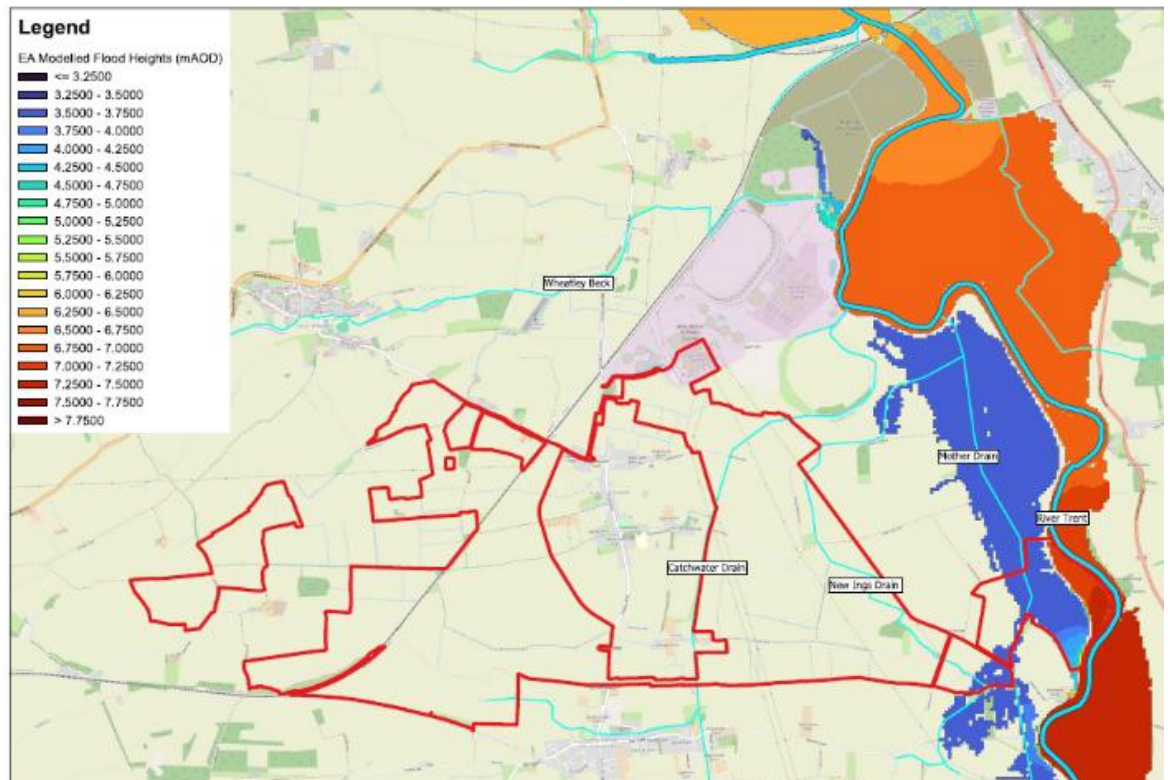 Legend
EA Modelled Flood Heights (mAOD)
<= 3.2500
3.2500 - 3.5000
3.5000 - 3.7500
3.7500 - 4.0000
4.0000 - 4.2500
4.2500 - 4.5000
4.5000 - 4.7500
4.7500 - 5.0000
5.0000 - 5.2500
5.2500 - 5.5000
5.5000 - 5.7500
5.7500 - 6.0000
6.0000 - 6.2500
6.2500 - 6.5000
6.5000 - 6.7500
6.7500 - 7.0000
7.0000 - 7.2500
7.2500 - 7.5000
7.5000 - 7.7500
> 7.7500
Wheatley Beck
Mother Drain
River Trent
Catchwater Drain
New Ings Drain